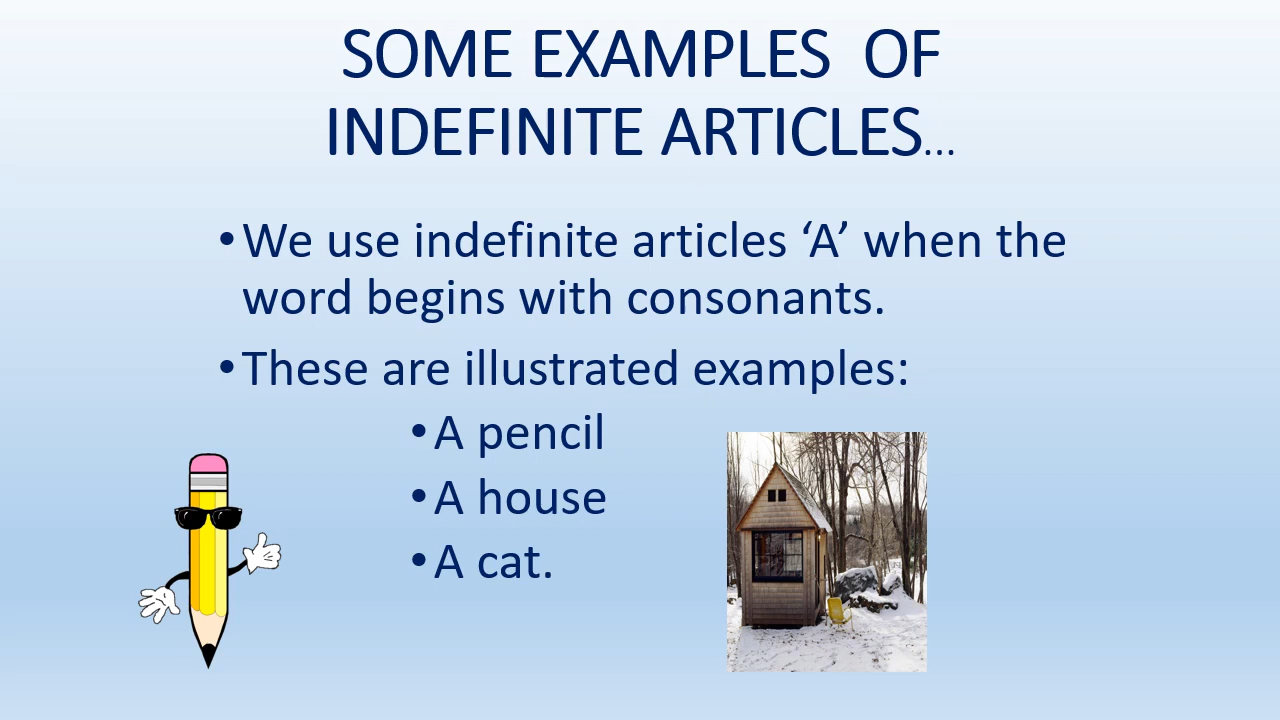 SOME EXAMPLES OF
INDEFINITE ARTICLES...
•We use indefinite articles ‘A’ when the
word begins with consonants.
•These are illustrated examples:
•A pencil
•A house
•A cat.